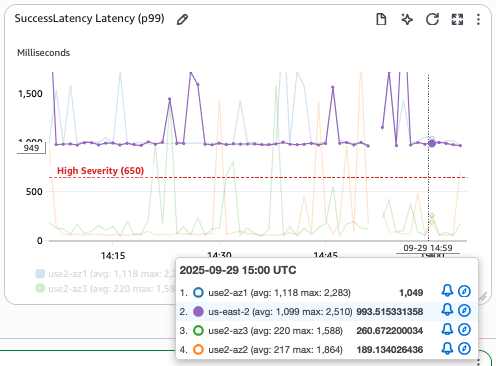 SuccessLatency Latency (p99)
Milliseconds
1,500
1,000
949
High Severity (650)
500
0
09-29 14:59
14:15
14:30
14:45
15:00
use2-az1 (avg: 1,118 max: 2,
use2-az3 (avg: 220 max: 1,58
2025-09-29 15:00 UTC
1. use2-az1 (avg: 1,118 max: 2,283) 1,049
2. us-east-2 (avg: 1,099 max: 2,510) 993.515331358
3. use2-az3 (avg: 220 max: 1,588) 260.672200034
4. use2-az2 (avg: 217 max: 1,864) 189.134026436